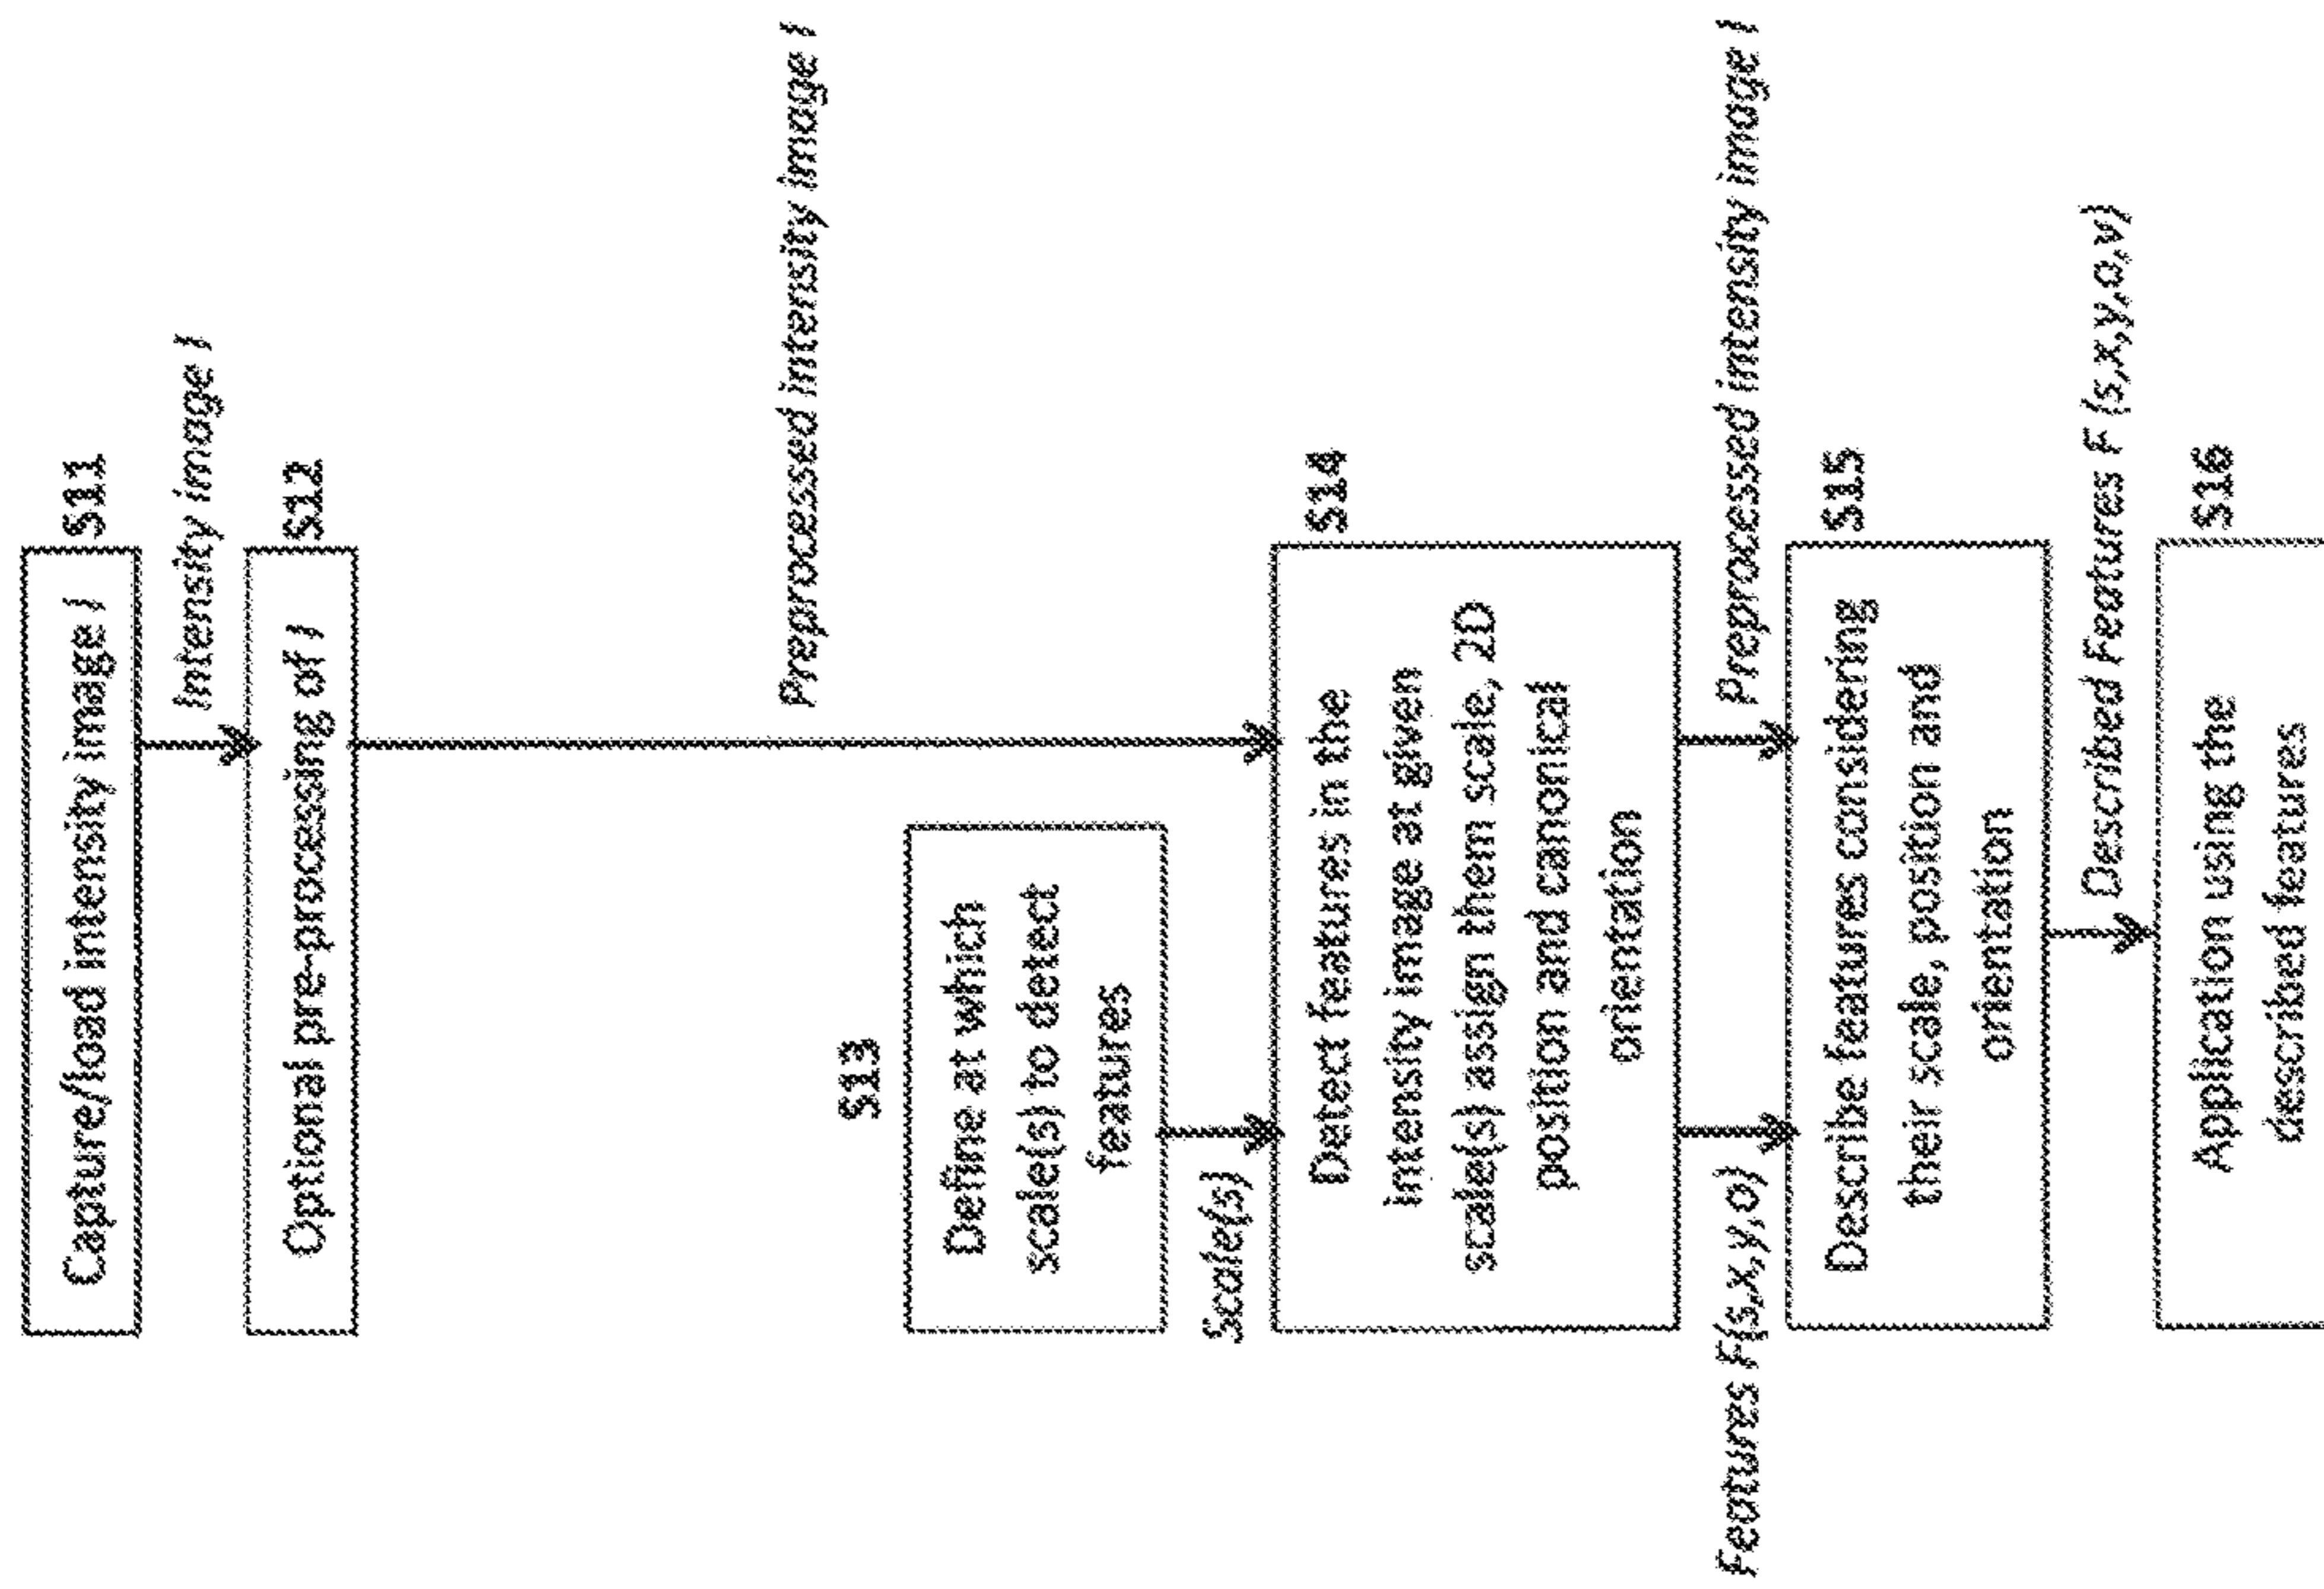 Capture/load intensity image I
S11
Intensity image I
Optional pre-processing of I
S12
Preprocessed intensity image I
S13
Define at which
scale(s) to detect
features
Scale(s)
Detect features in the
intensity image at given
scale(s) assign them scale, 2D
position and canonical
orientation
S14
Features F(s,x,y,o)
Preprocessed intensity image I
Describe features considering
their scale, position and
orientation
S15
Described Features F (s,x,y,o,v)
Application using the
described features
S16